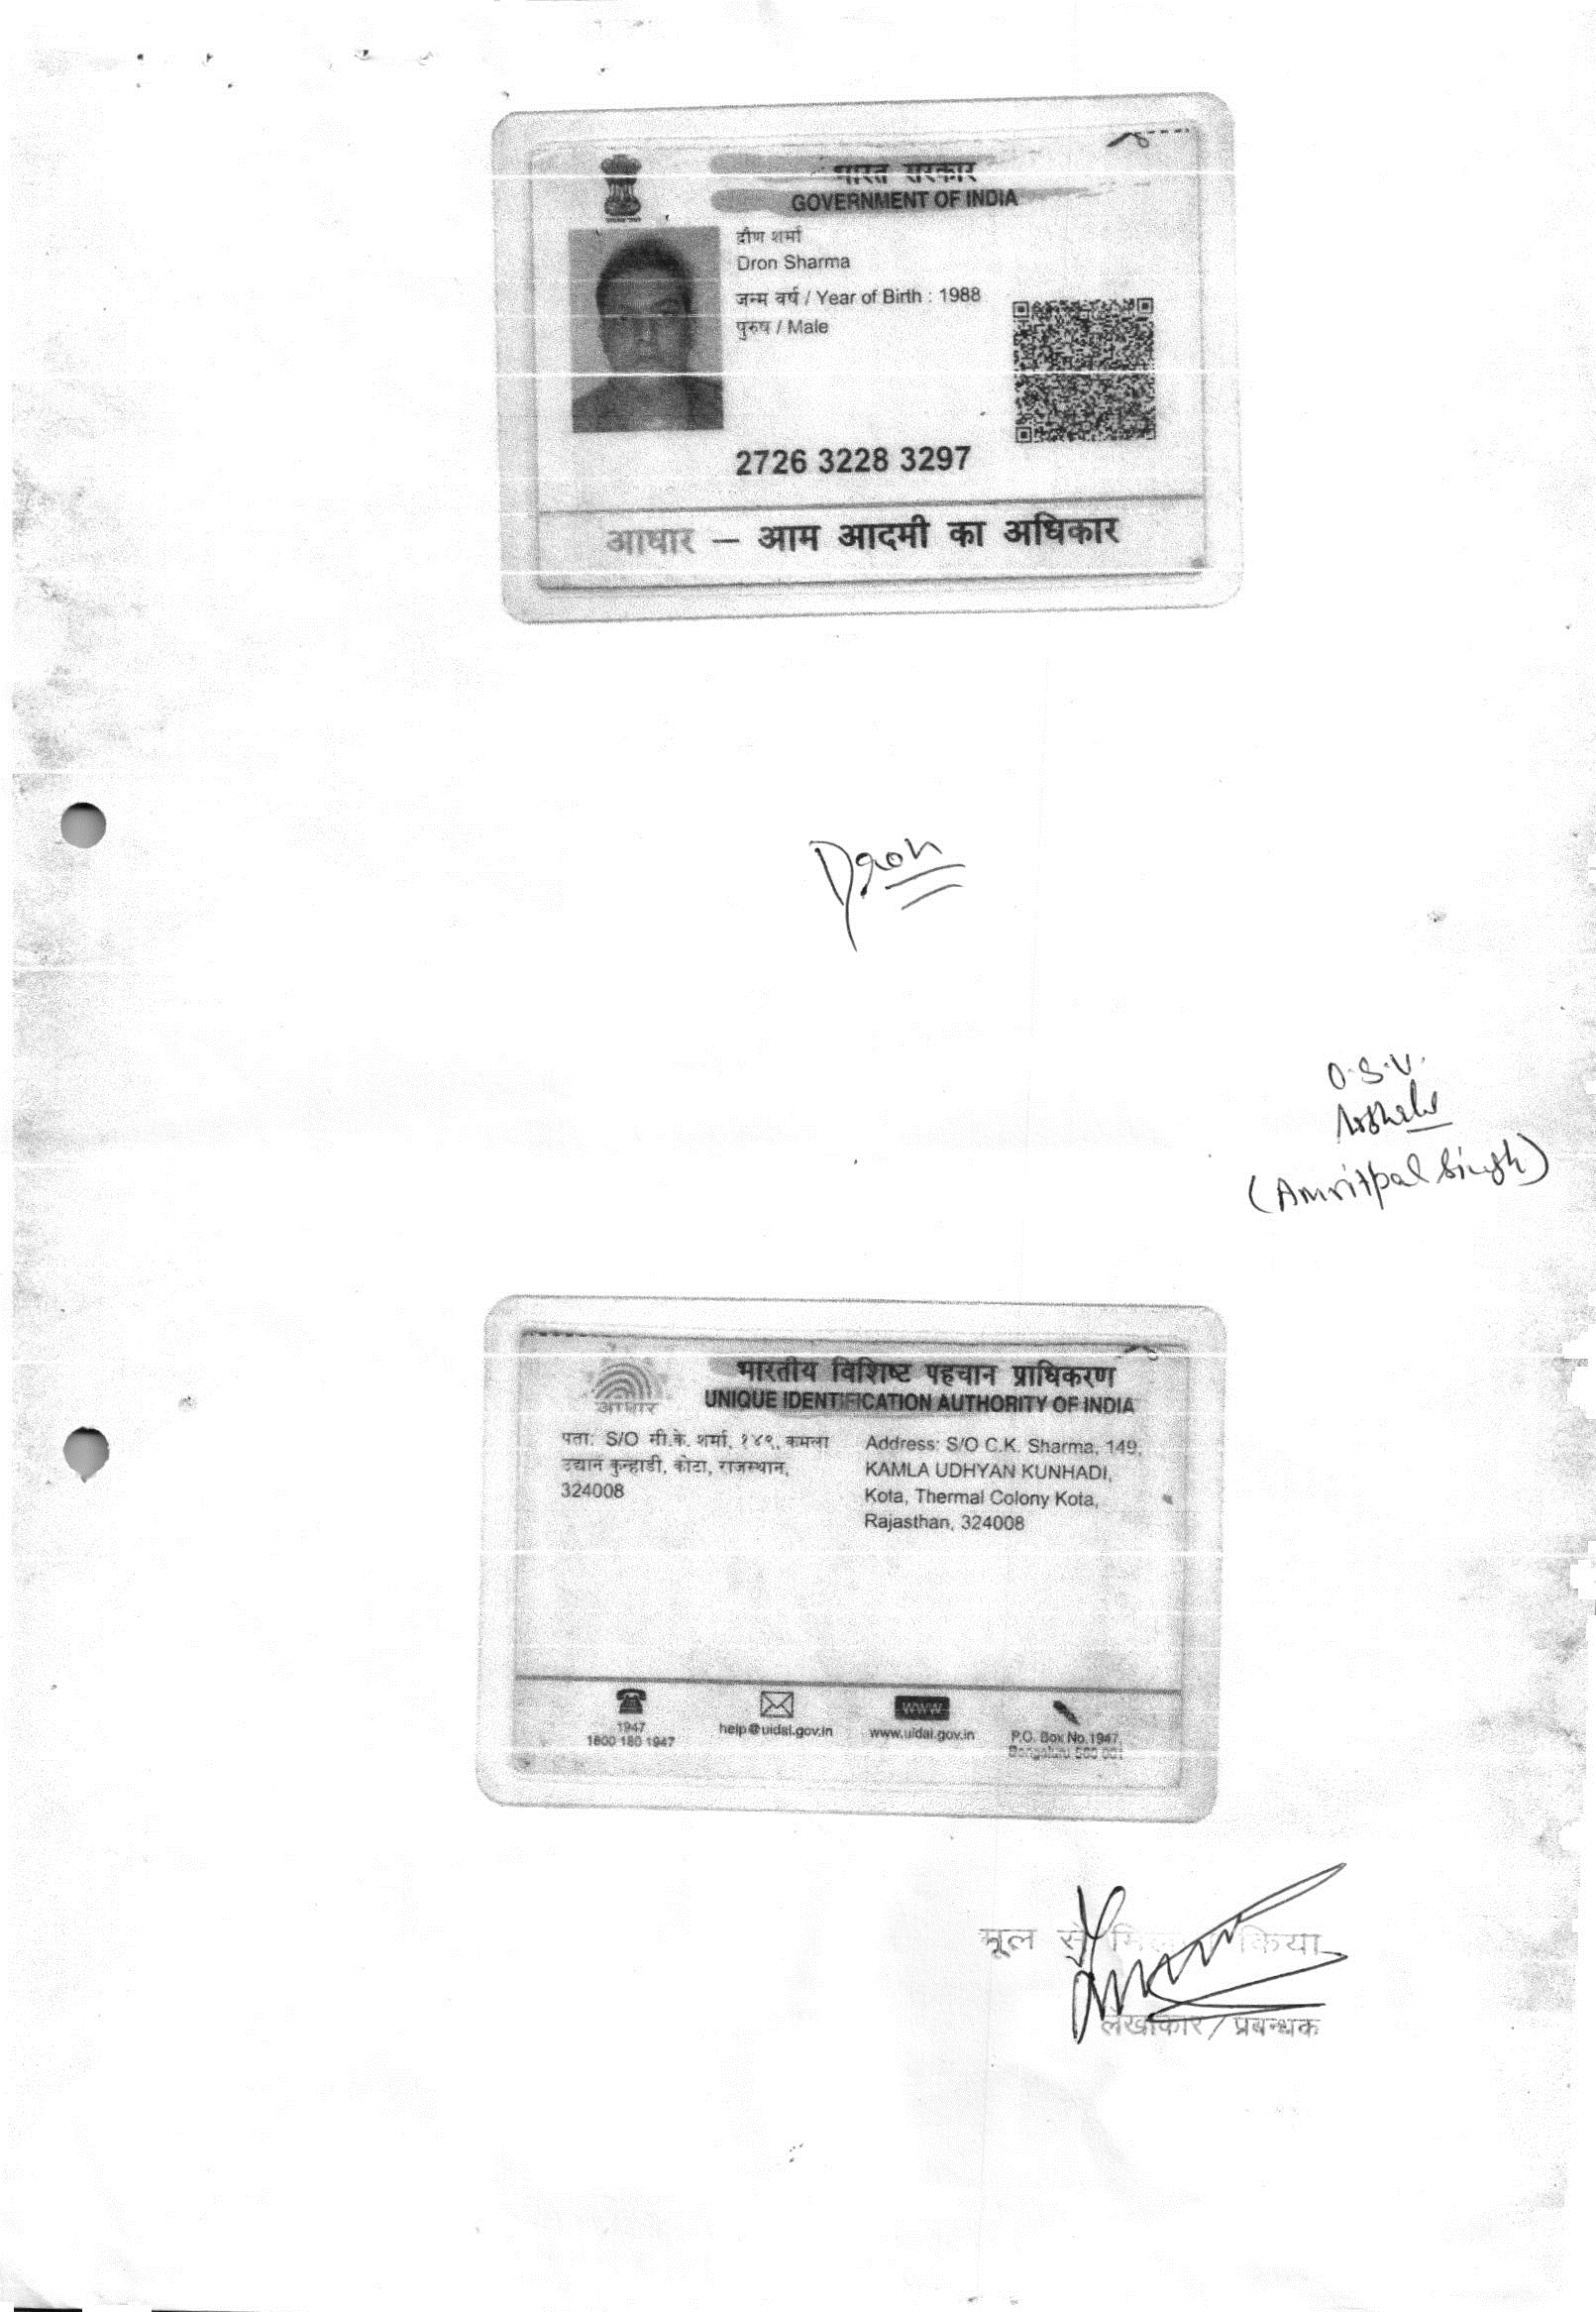 भारत सरकार
GOVERNMENT OF INDIA
दौण शर्मा
Dron Sharma
जन्म वर्ष / Year of Birth : 1988
पुरुष / Male
2726 3228 3297
आधार – आम आदमी का अधिकार
Dron
O.S.V.
(Amritpal Singh)
भारतीय विशिष्ट पहचान प्राधिकरण
UNIQUE IDENTIFICATION AUTHORITY OF INDIA
आधार
पता: S/O सी.के. शर्मा, १४९, कमला
उद्यान कुन्हाडी, कोटा, राजस्थान,
324008
Address: S/O C.K. Sharma, 149,
KAMLA UDHYAN KUNHADI,
Kota, Thermal Colony Kota,
Rajasthan, 324008
1947
1800 180 1947
help@uidai.gov.in
WWW
www.uidai.gov.in
P.O. Box No.1947,
Bengaluru 560 001
मूल से किया
लेखाकार / प्रबन्धक